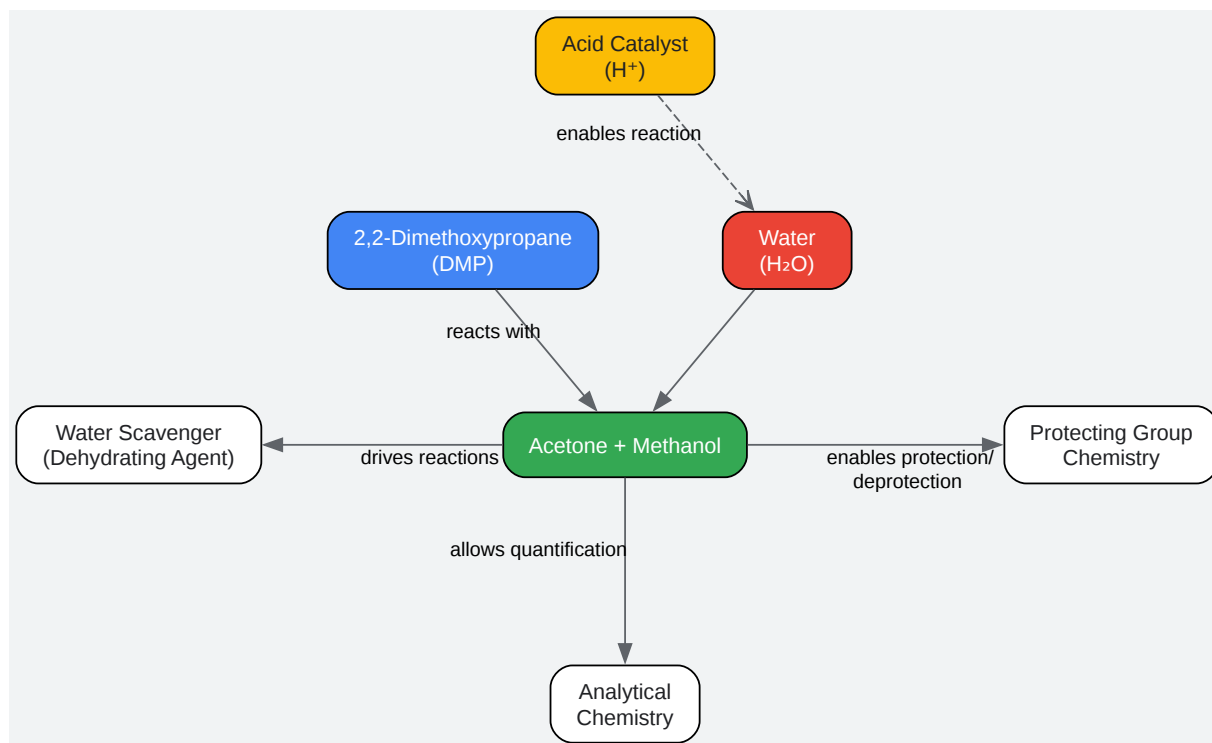 Acid Catalyst
(H⁺)
enables reaction
2,2-Dimethoxypropane
(DMP)
Water
(H₂O)
reacts with
Acetone + Methanol
Water Scavenger
(Dehydrating Agent)
drives reactions
enables protection/
deprotection
Protecting Group
Chemistry
allows quantification
Analytical
Chemistry